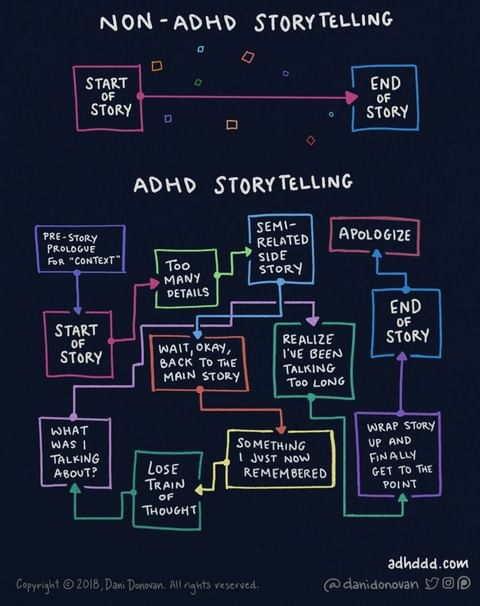 NON-ADHD STORYTELLING
START
OF
STORY
END
OF
STORY
ADHD STORYTELLING
PRE-STORY
PROLOGUE
FOR "CONTEXT"
START
OF
STORY
TOO
MANY
DETAILS
SEMI-
RELATED
SIDE
STORY
WAIT, OKAY,
BACK TO THE
MAIN STORY
SOMETHING
I JUST NOW
REMEMBERED
LOSE
TRAIN
OF
THOUGHT
WHAT
WAS I
TALKING
ABOUT?
REALIZE
I'VE BEEN
TALKING
TOO LONG
WRAP STORY
UP AND
FINALLY
GET TO THE
POINT
END
OF
STORY
APOLOGIZE
adhddd.com
Copyright © 2018, Dani Donovan. All rights reserved.
@danidonovan